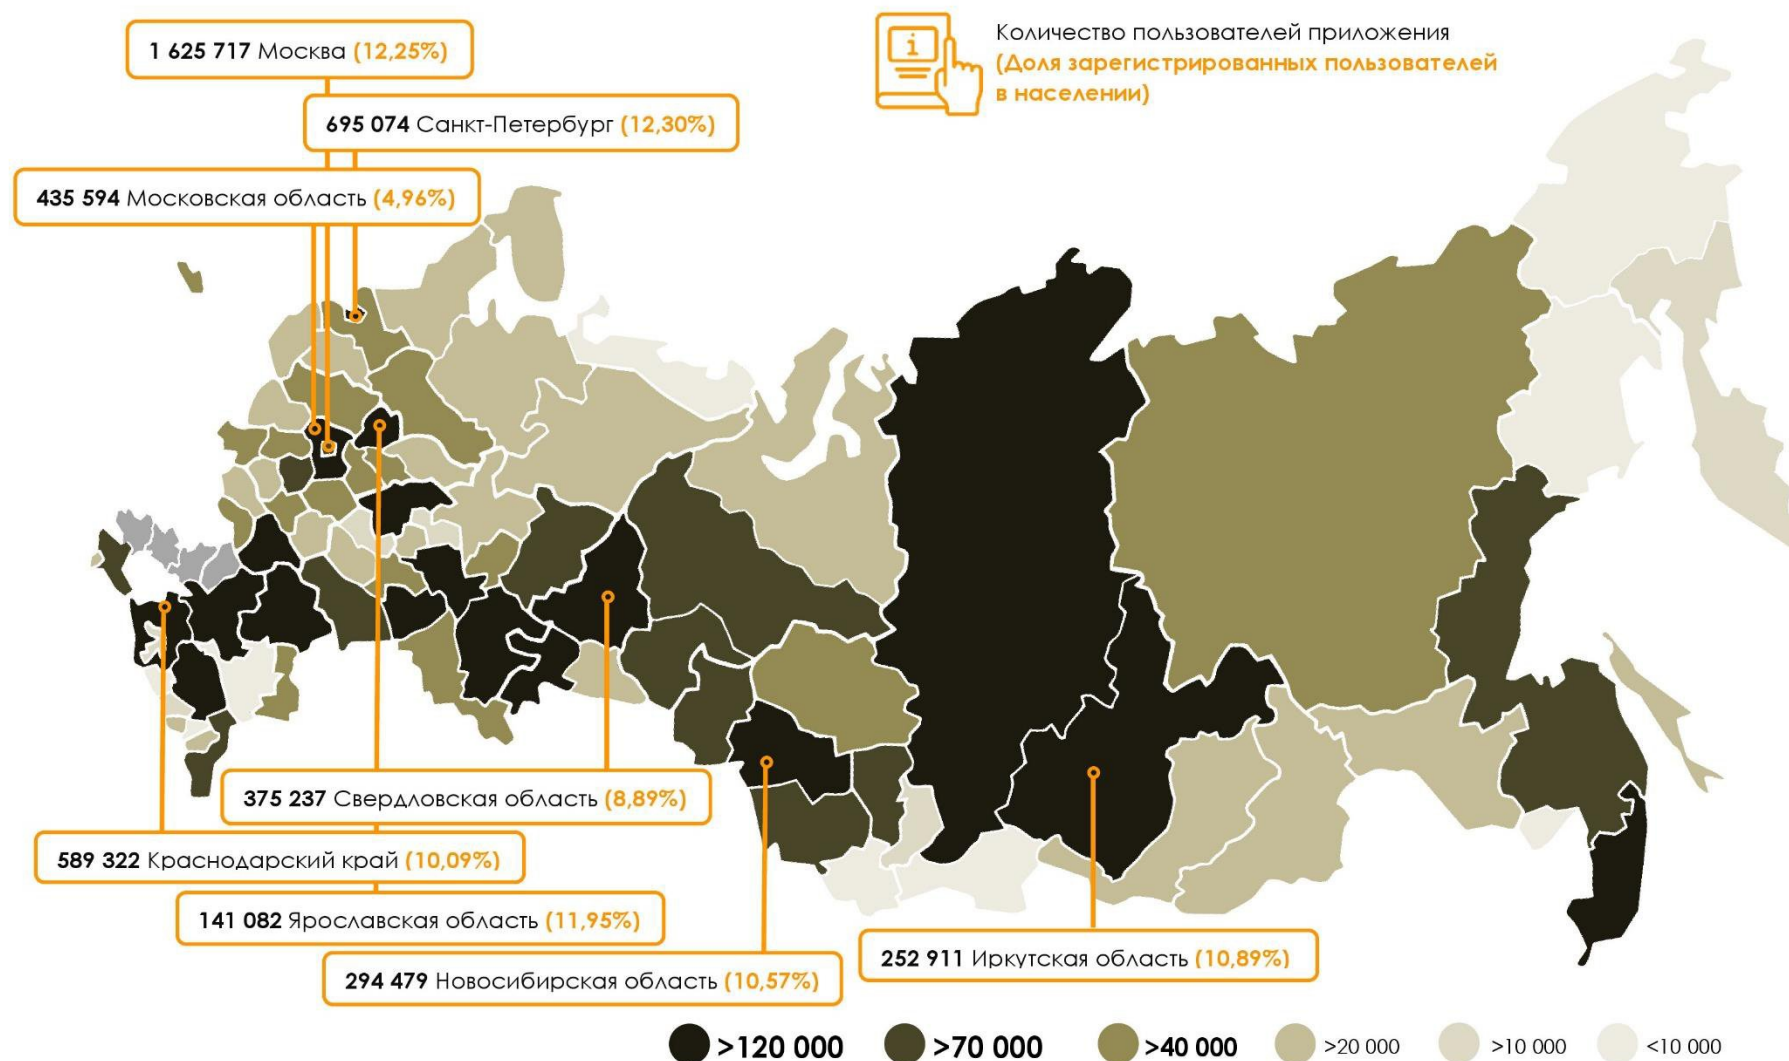 1 625 717 Москва (12,25%)
Количество пользователей приложения
(Доля зарегистрированных пользователей
в населении)
i
695 074 Санкт-Петербург (12,30%)
435 594 Московская область (4,96%)
375 237 Свердловская область (8,89%)
589 322 Краснодарский край (10,09%)
141 082 Ярославская область (11,95%)
252 911 Иркутская область (10,89%)
294 479 Новосибирская область (10,57%)
>120 000 >70 000 >40 000 >20 000 >10 000 <10 000